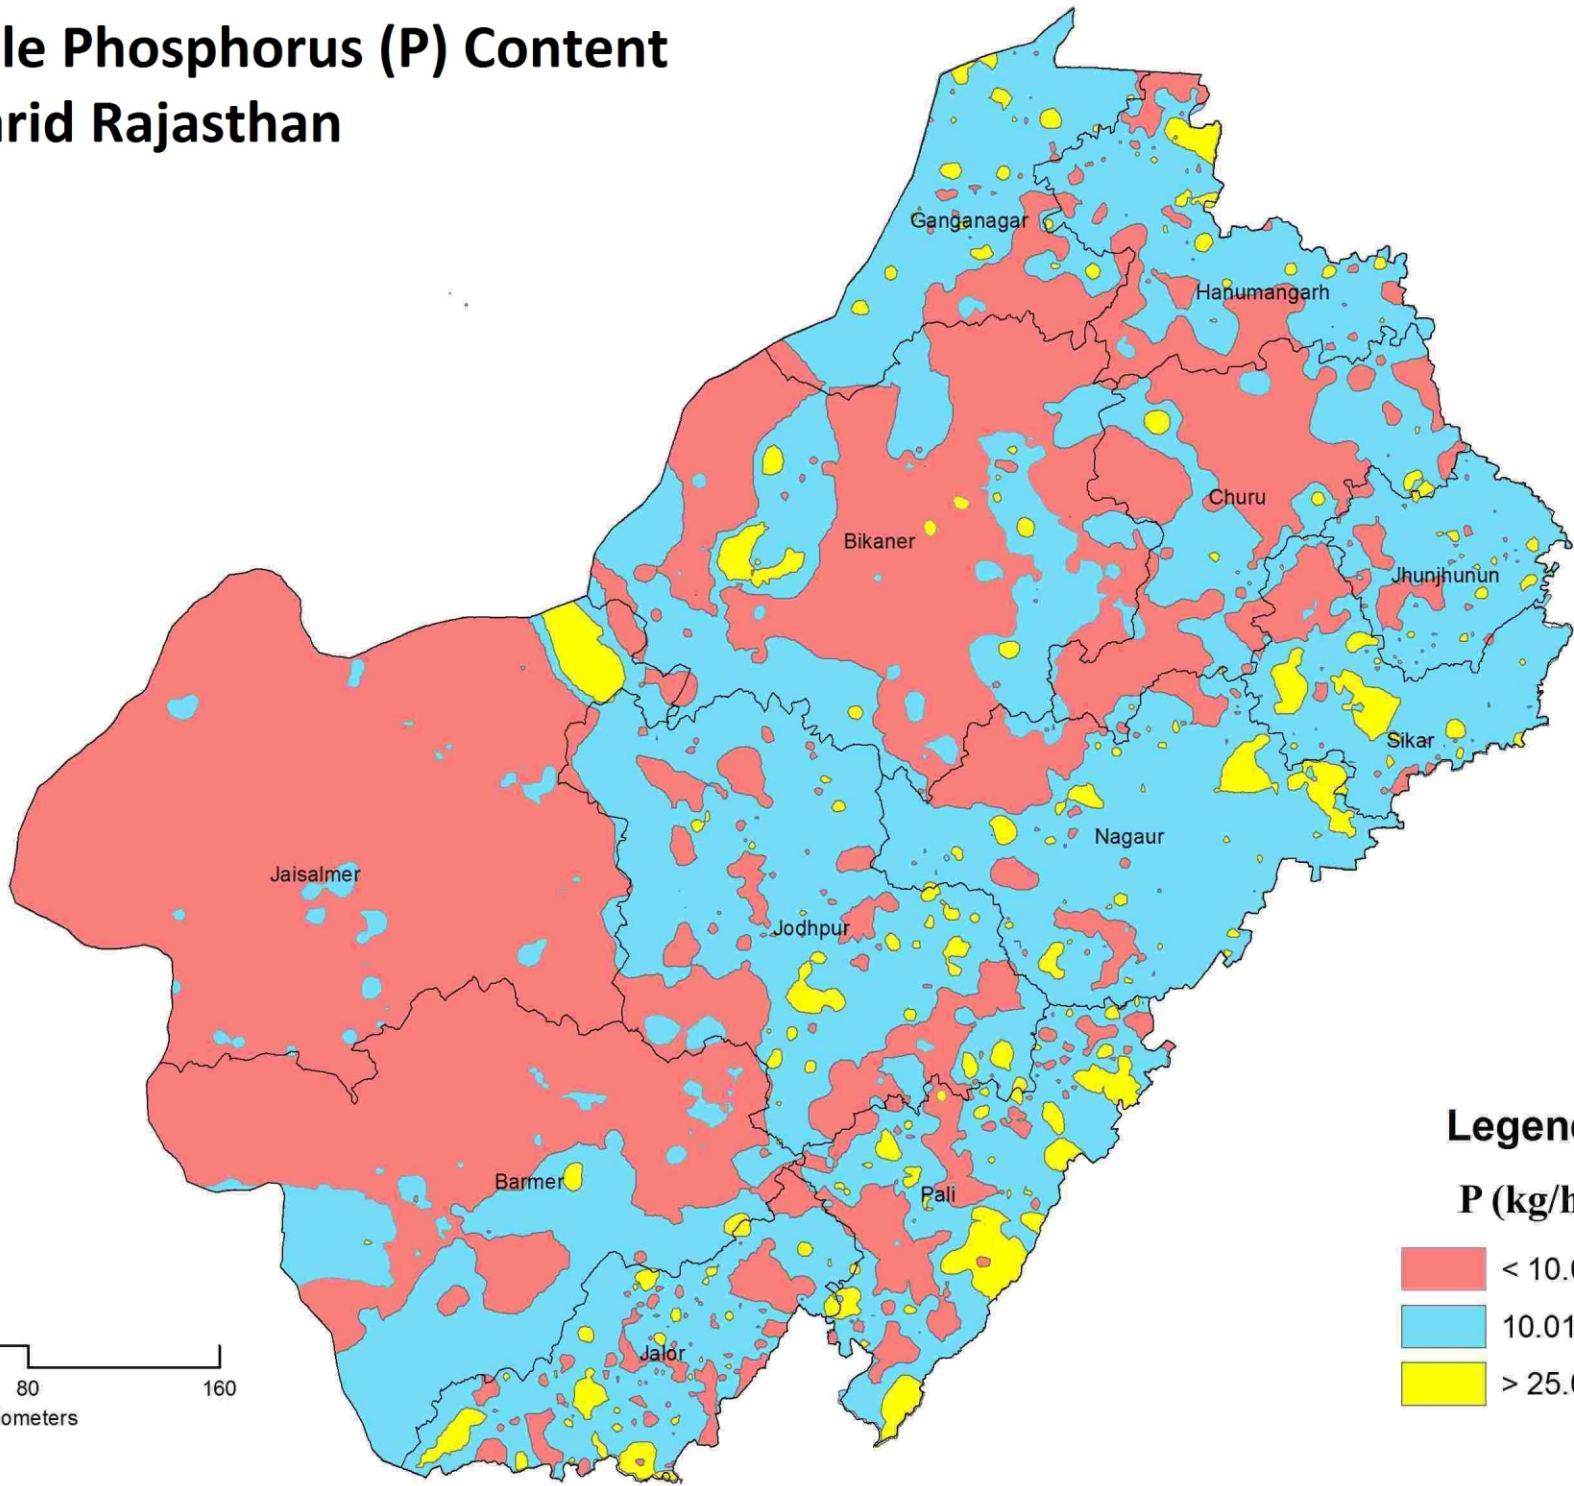 le Phosphorus (P) Content
arid Rajasthan
Ganganagar
Hanumangarh
Churu
Bikaner
Jhunjhunun
Sikar
Nagaur
Jaisalmer
Jodhpur
Barmer
Pali
Jalor
Legen
P (kg/h
< 10.0
10.01
> 25.0
80 160
ometers